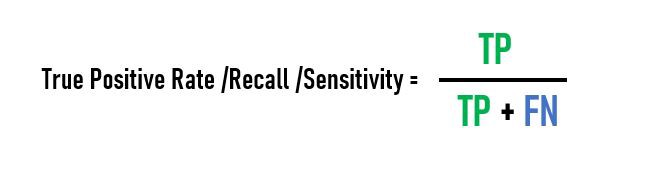 TP
True Positive Rate /Recall /Sensitivity =
TP + FN